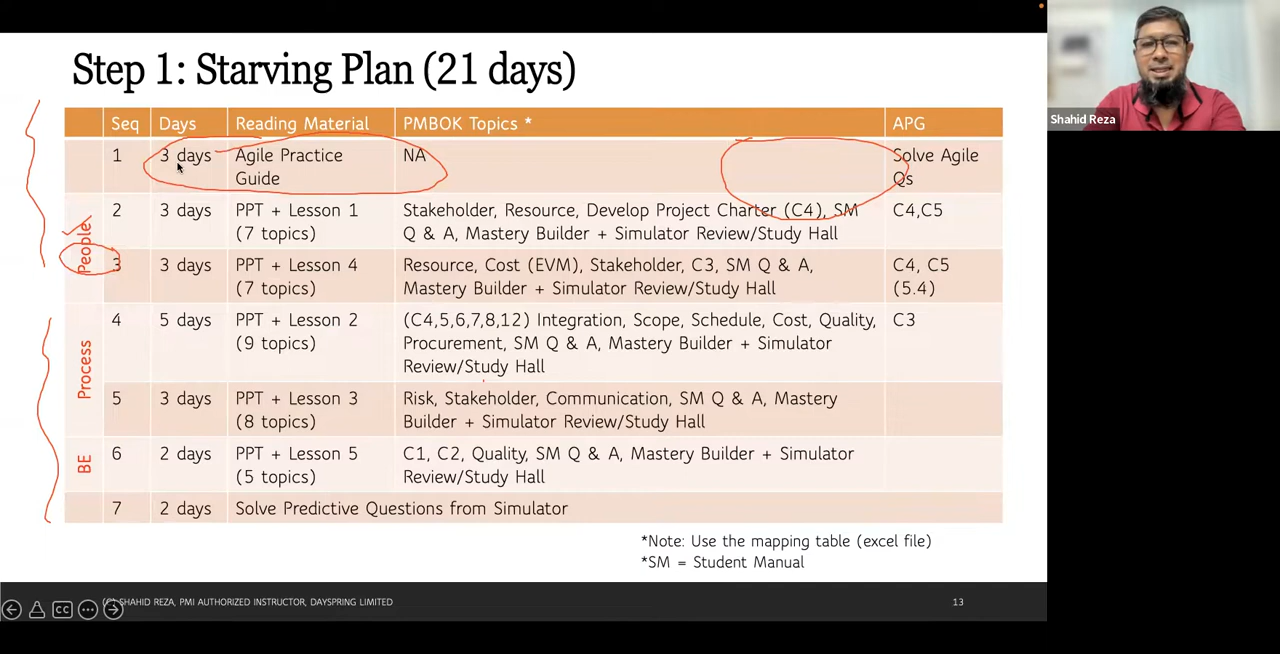 Step 1: Starving Plan (21 days)
Shahid Reza
Seq Days Reading Material PMBOK Topics * APG
1 3 days Agile Practice NA Solve Agile
Guide Qs
People
2 3 days PPT + Lesson 1 Stakeholder, Resource, Develop Project Charter (C4), SM C4,C5
(7 topics) Q & A, Mastery Builder + Simulator Review/Study Hall
3 3 days PPT + Lesson 4 Resource, Cost (EVM), Stakeholder, C3, SM Q & A, C4, C5
(7 topics) Mastery Builder + Simulator Review/Study Hall (5.4)
Process
4 5 days PPT + Lesson 2 (C4,5,6,7,8,12) Integration, Scope, Schedule, Cost, Quality, C3
(9 topics) Procurement, SM Q & A, Mastery Builder + Simulator
Review/Study Hall
5 3 days PPT + Lesson 3 Risk, Stakeholder, Communication, SM Q & A, Mastery
(8 topics) Builder + Simulator Review/Study Hall
BE
6 2 days PPT + Lesson 5 C1, C2, Quality, SM Q & A, Mastery Builder + Simulator
(5 topics) Review/Study Hall
7 2 days Solve Predictive Questions from Simulator
*Note: Use the mapping table (excel file)
*SM = Student Manual
SHAHID REZA, PMI AUTHORIZED INSTRUCTOR, DAYSPRING LIMITED
13
CC